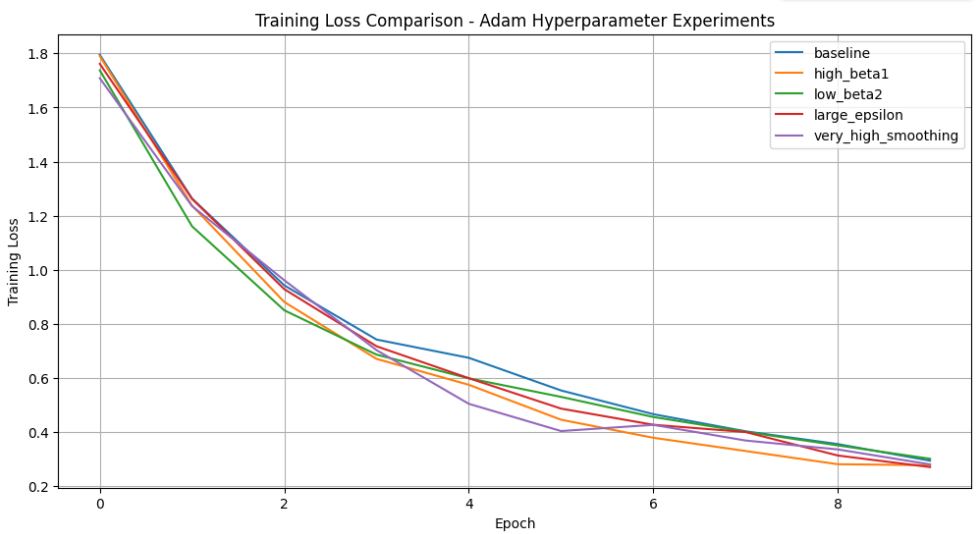 Training Loss Comparison - Adam Hyperparameter Experiments
baseline
high_beta1
low_beta2
large_epsilon
very_high_smoothing
Training Loss
1.8
1.6
1.4
1.2
1.0
0.8
0.6
0.4
0.2
0 2 4 6 8
Epoch